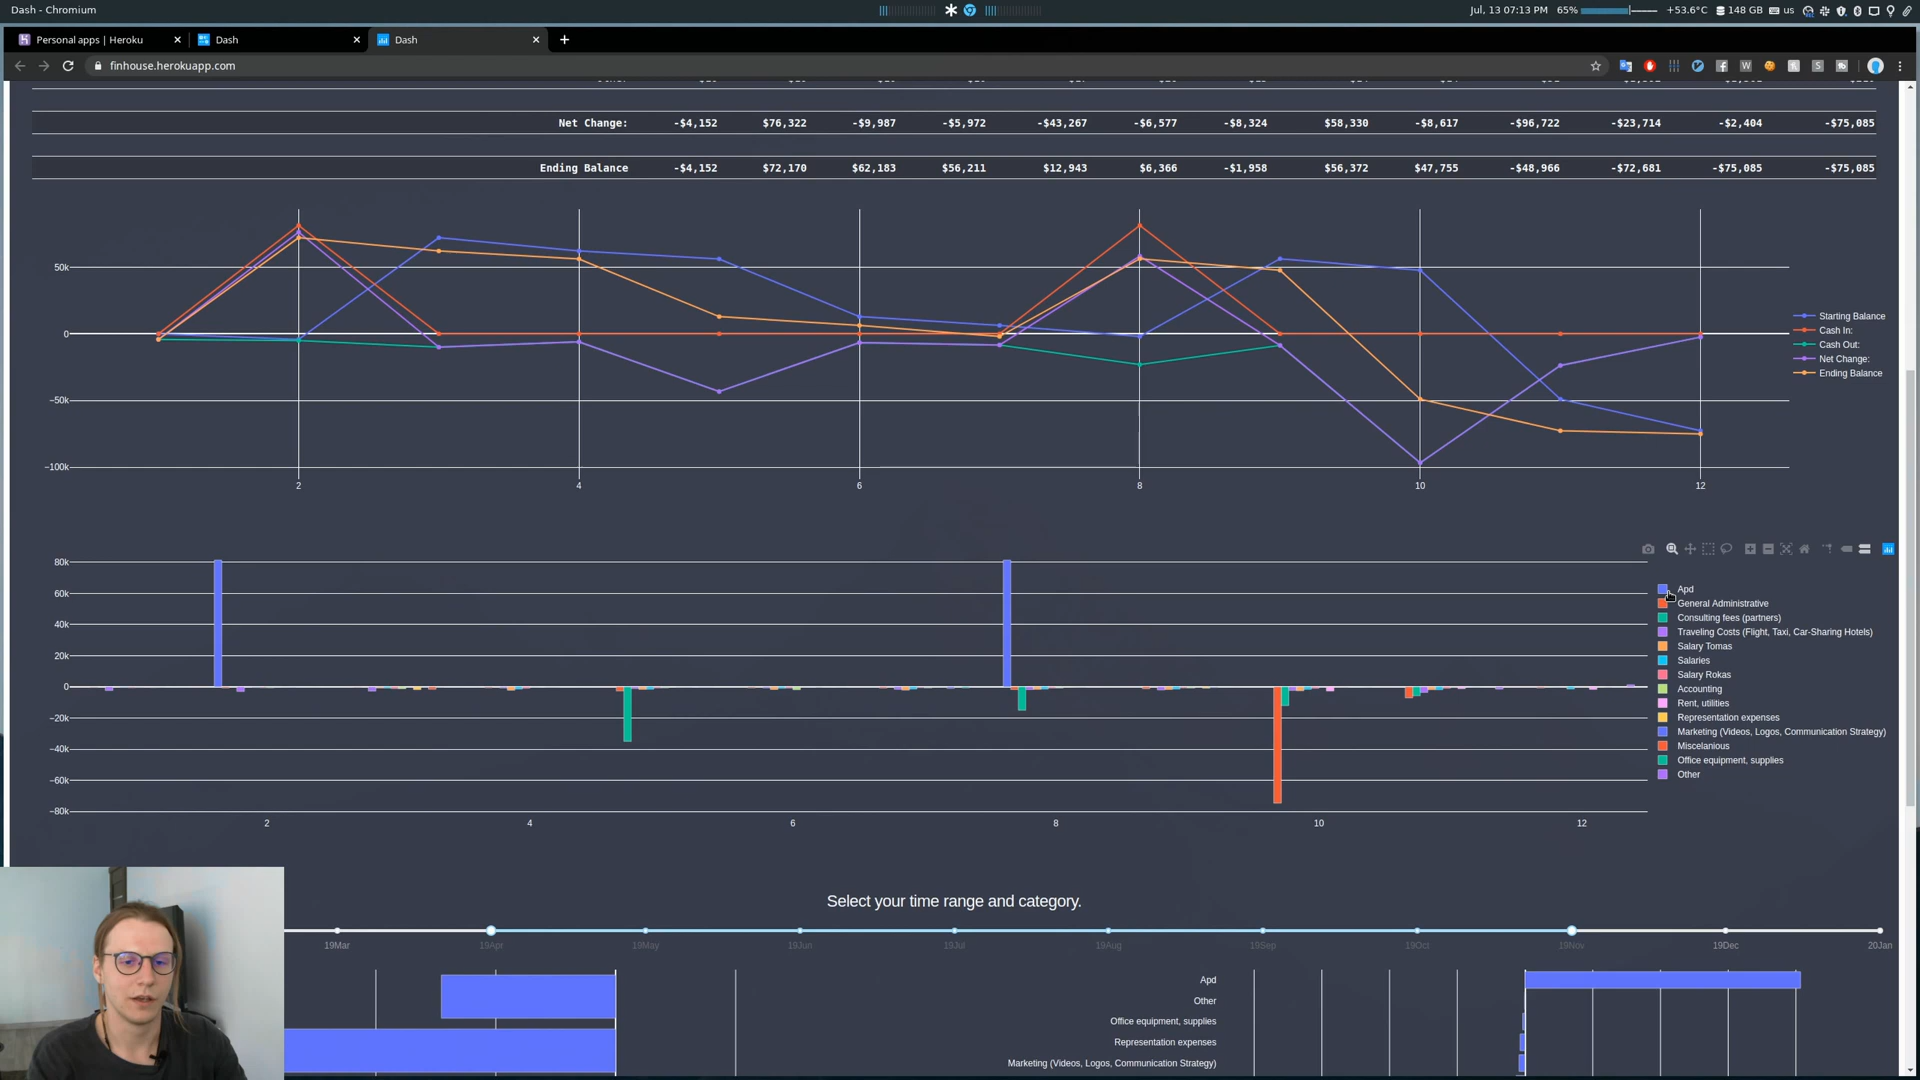 Dash - Chromium
Jul, 13 07:13 PM 65% +53.6°C 148 GB us
Personal apps | Heroku
Dash
Dash
finhouse.herokuapp.com
Net Change: -$4,152 $76,322 -$9,987 -$5,972 -$43,267 -$6,577 -$8,324 $58,330 -$8,617 -$96,722 -$23,714 -$2,404 -$75,085
Ending Balance -$4,152 $72,170 $62,183 $56,211 $12,943 $6,366 -$1,958 $56,372 $47,755 -$48,966 -$72,681 -$75,085 -$75,085
50k
0
−50k
−100k
2 4 6 8 10 12
Starting Balance
Cash In:
Cash Out:
Net Change:
Ending Balance
80k
60k
40k
20k
0
−20k
−40k
−60k
−80k
2 4 6 8 10 12
Apd
General Administrative
Consulting fees (partners)
Traveling Costs (Flight, Taxi, Car-Sharing Hotels)
Salary Tomas
Salaries
Salary Rokas
Accounting
Rent, utilities
Representation expenses
Marketing (Videos, Logos, Communication Strategy)
Miscelanious
Office equipment, supplies
Other
Select your time range and category.
19Mar 19Apr 19May 19Jun 19Jul 19Aug 19Sep 19Oct 19Nov 19Dec 20Jan
Apd
Other
Office equipment, supplies
Representation expenses
Marketing (Videos, Logos, Communication Strategy)